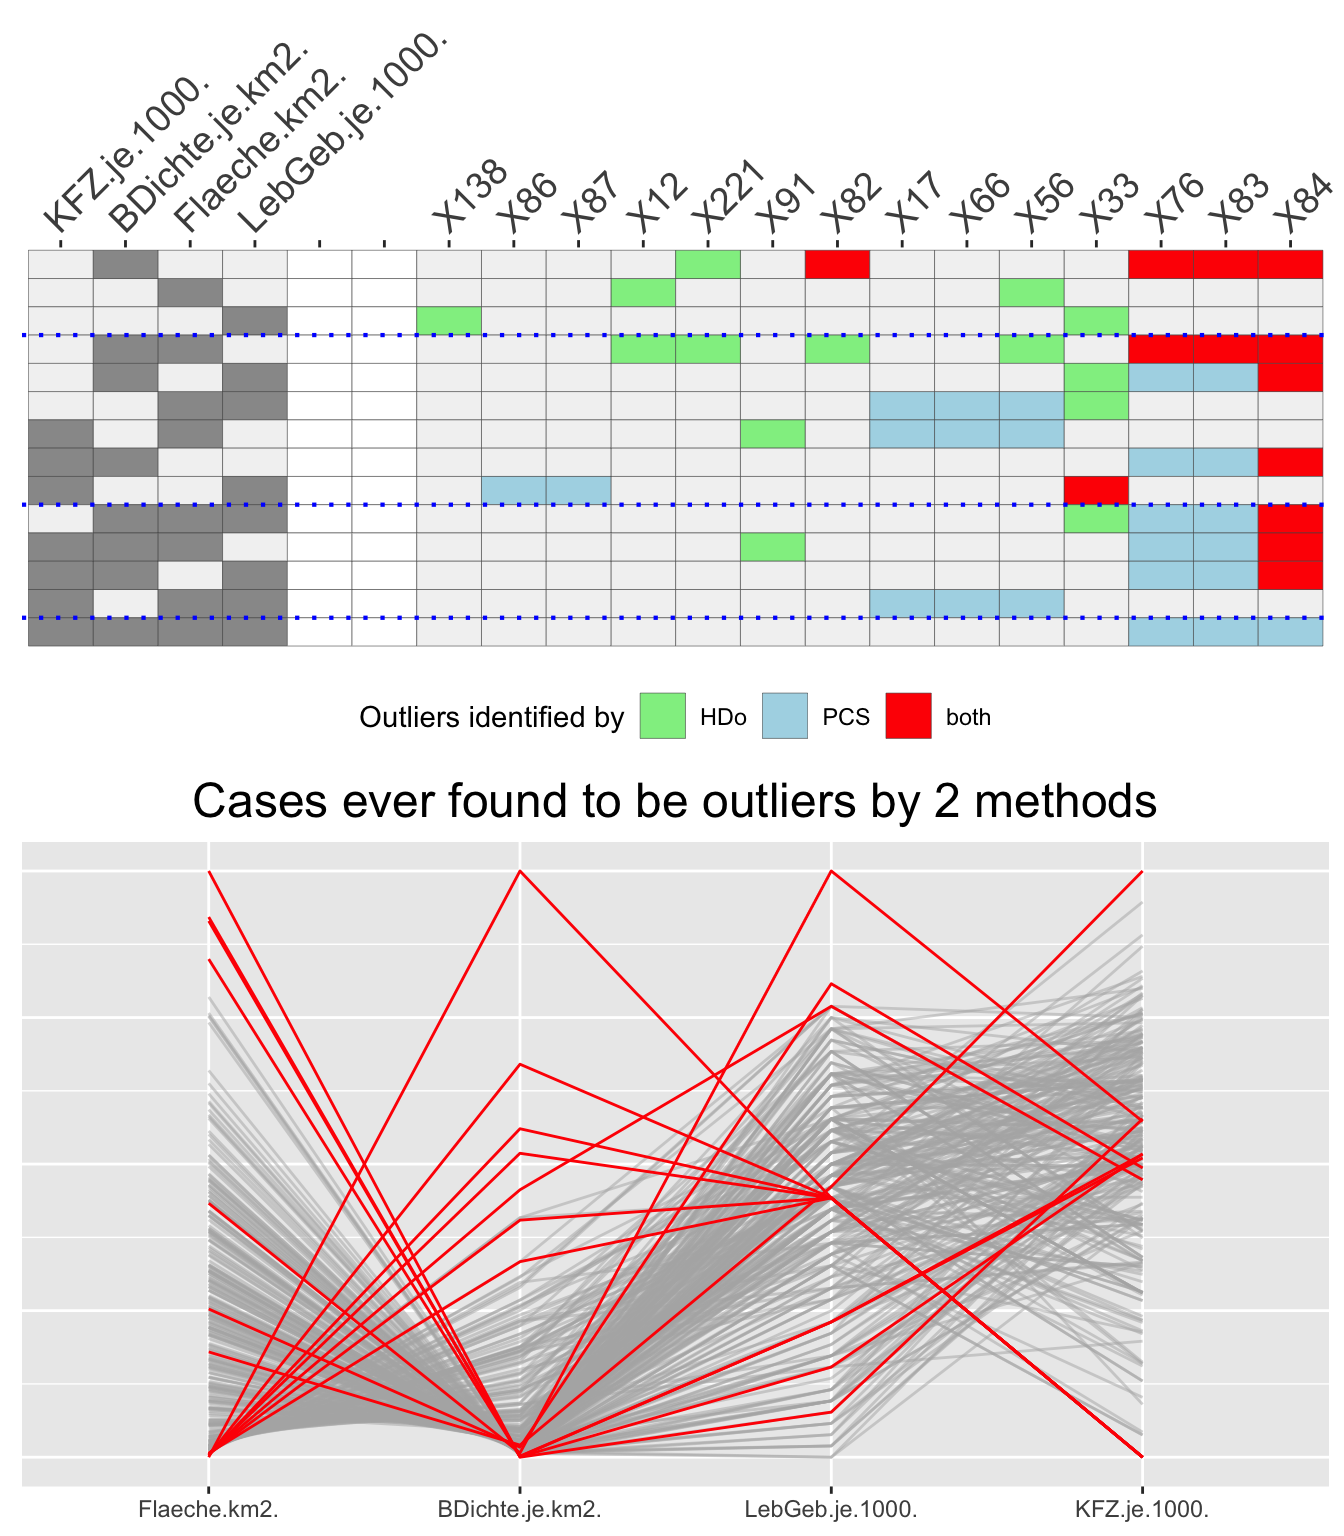 KFZ.je.1000.
BDichte.je.km2.
Flaeche.km2.
LebGeb.je.1000.
X138
X86
X87
X12
X221
X91
X82
X17
X66
X56
X33
X76
X83
X84
Outliers identified by HDo PCS both
Cases ever found to be outliers by 2 methods
Flaeche.km2. BDichte.je.km2. LebGeb.je.1000. KFZ.je.1000.